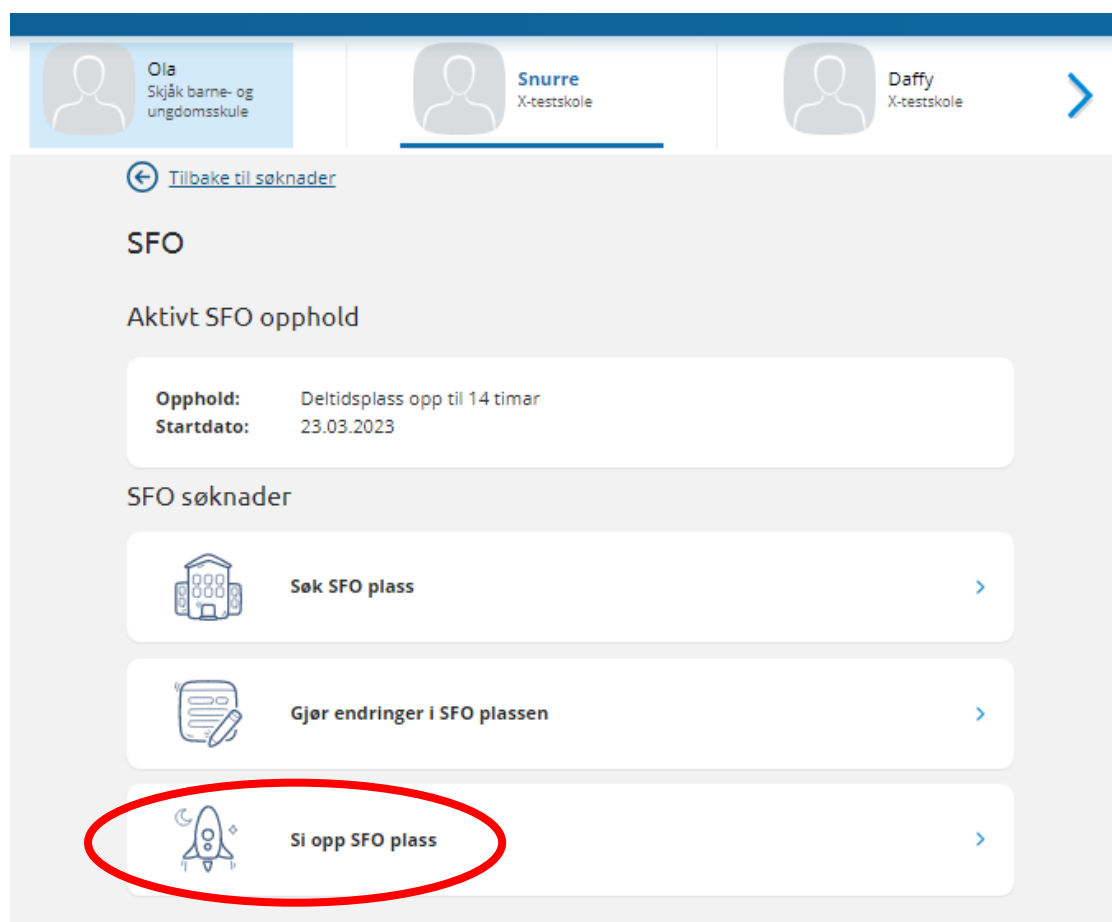 Ola
Skjåk barne- og
ungdomsskule
Snurre
X-testskole
Daffy
X-testskole
Tilbake til søknader
SFO
Aktivt SFO opphold
Opphold: Deltidsplass opp til 14 timar
Startdato: 23.03.2023
SFO søknader
Søk SFO plass
Gjør endringer i SFO plassen
Si opp SFO plass